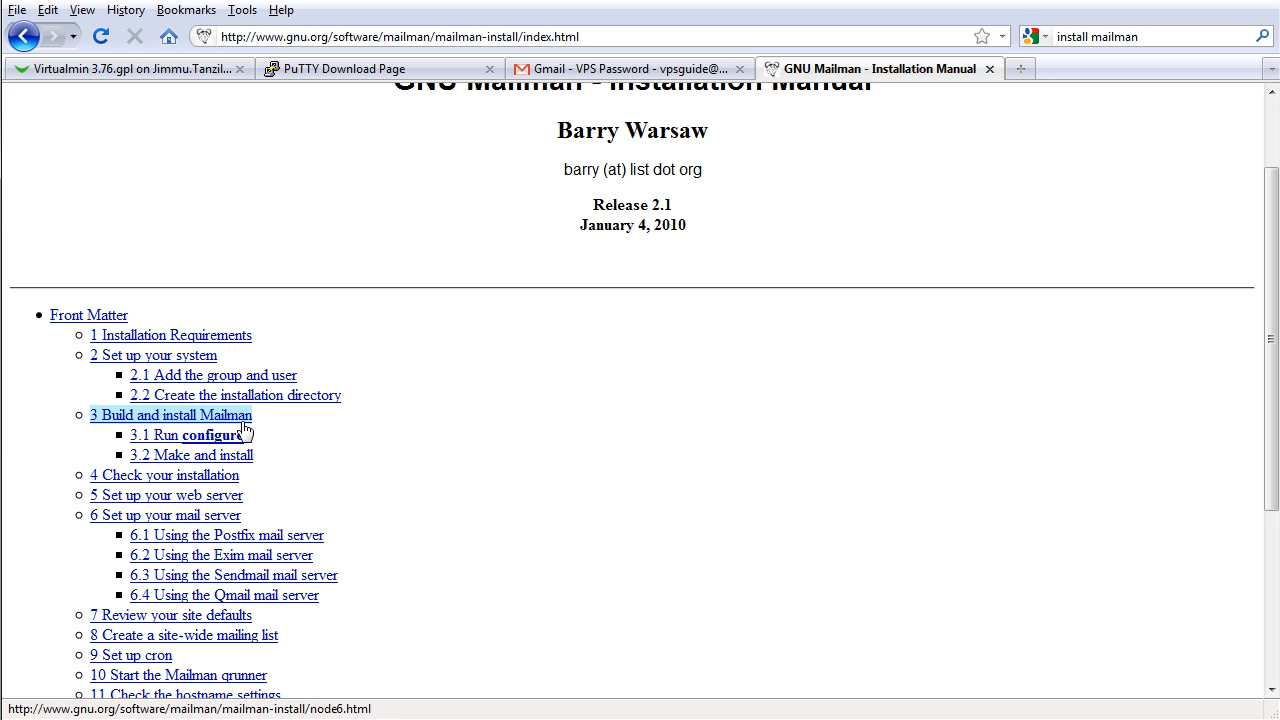 File Edit View History Bookmarks Tools Help
http://www.gnu.org/software/mailman/mailman-install/index.html
install mailman
Virtualmin 3.76.gpl on Jimmu.Tanzil...
PuTTY Download Page
Gmail - VPS Password - vpsguide@...
GNU Mailman - Installation Manual
GNU Mailman - Installation Manual
Barry Warsaw
barry (at) list dot org
Release 2.1
January 4, 2010
Front Matter
1 Installation Requirements
2 Set up your system
2.1 Add the group and user
2.2 Create the installation directory
3 Build and install Mailman
3.1 Run configure
3.2 Make and install
4 Check your installation
5 Set up your web server
6 Set up your mail server
6.1 Using the Postfix mail server
6.2 Using the Exim mail server
6.3 Using the Sendmail mail server
6.4 Using the Qmail mail server
7 Review your site defaults
8 Create a site-wide mailing list
9 Set up cron
10 Start the Mailman qrunner
11 Check the hostname settings
http://www.gnu.org/software/mailman/mailman-install/node6.html